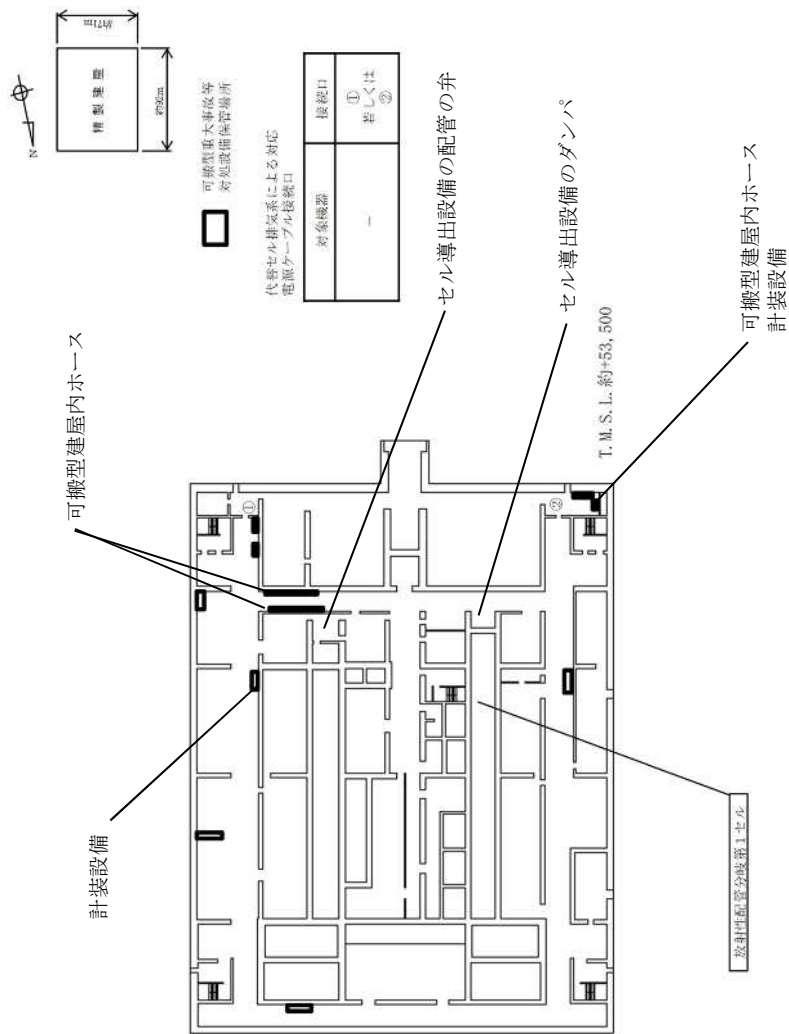 N
精製建屋
約71m
約92m
可搬型重大事故等
対処設備保管場所
代替セル排気系による対応
電源ケーブル接続口
対象機器
接続口
－
①
若しくは
②
可搬型建屋内ホース
セル導出設備の配管の弁
セル導出設備のダンパ
可搬型建屋内ホース
計装設備
T.M.S.L.約+53,500
計装設備
放射性配管分岐第1セル
①
②